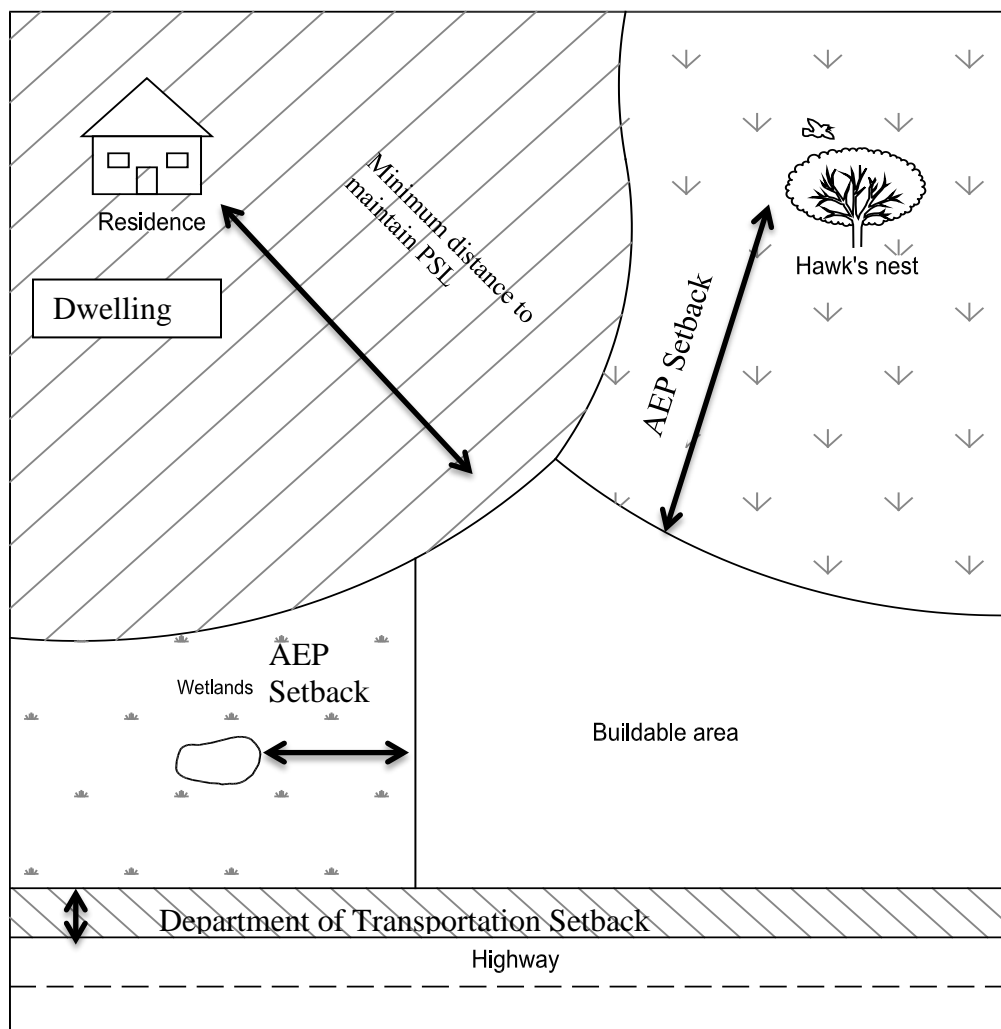 Residence
Dwelling
Minimum distance to
maintain PSL
Hawk's nest
AEP Setback
AEP
Setback
Wetlands
Buildable area
Department of Transportation Setback
Highway